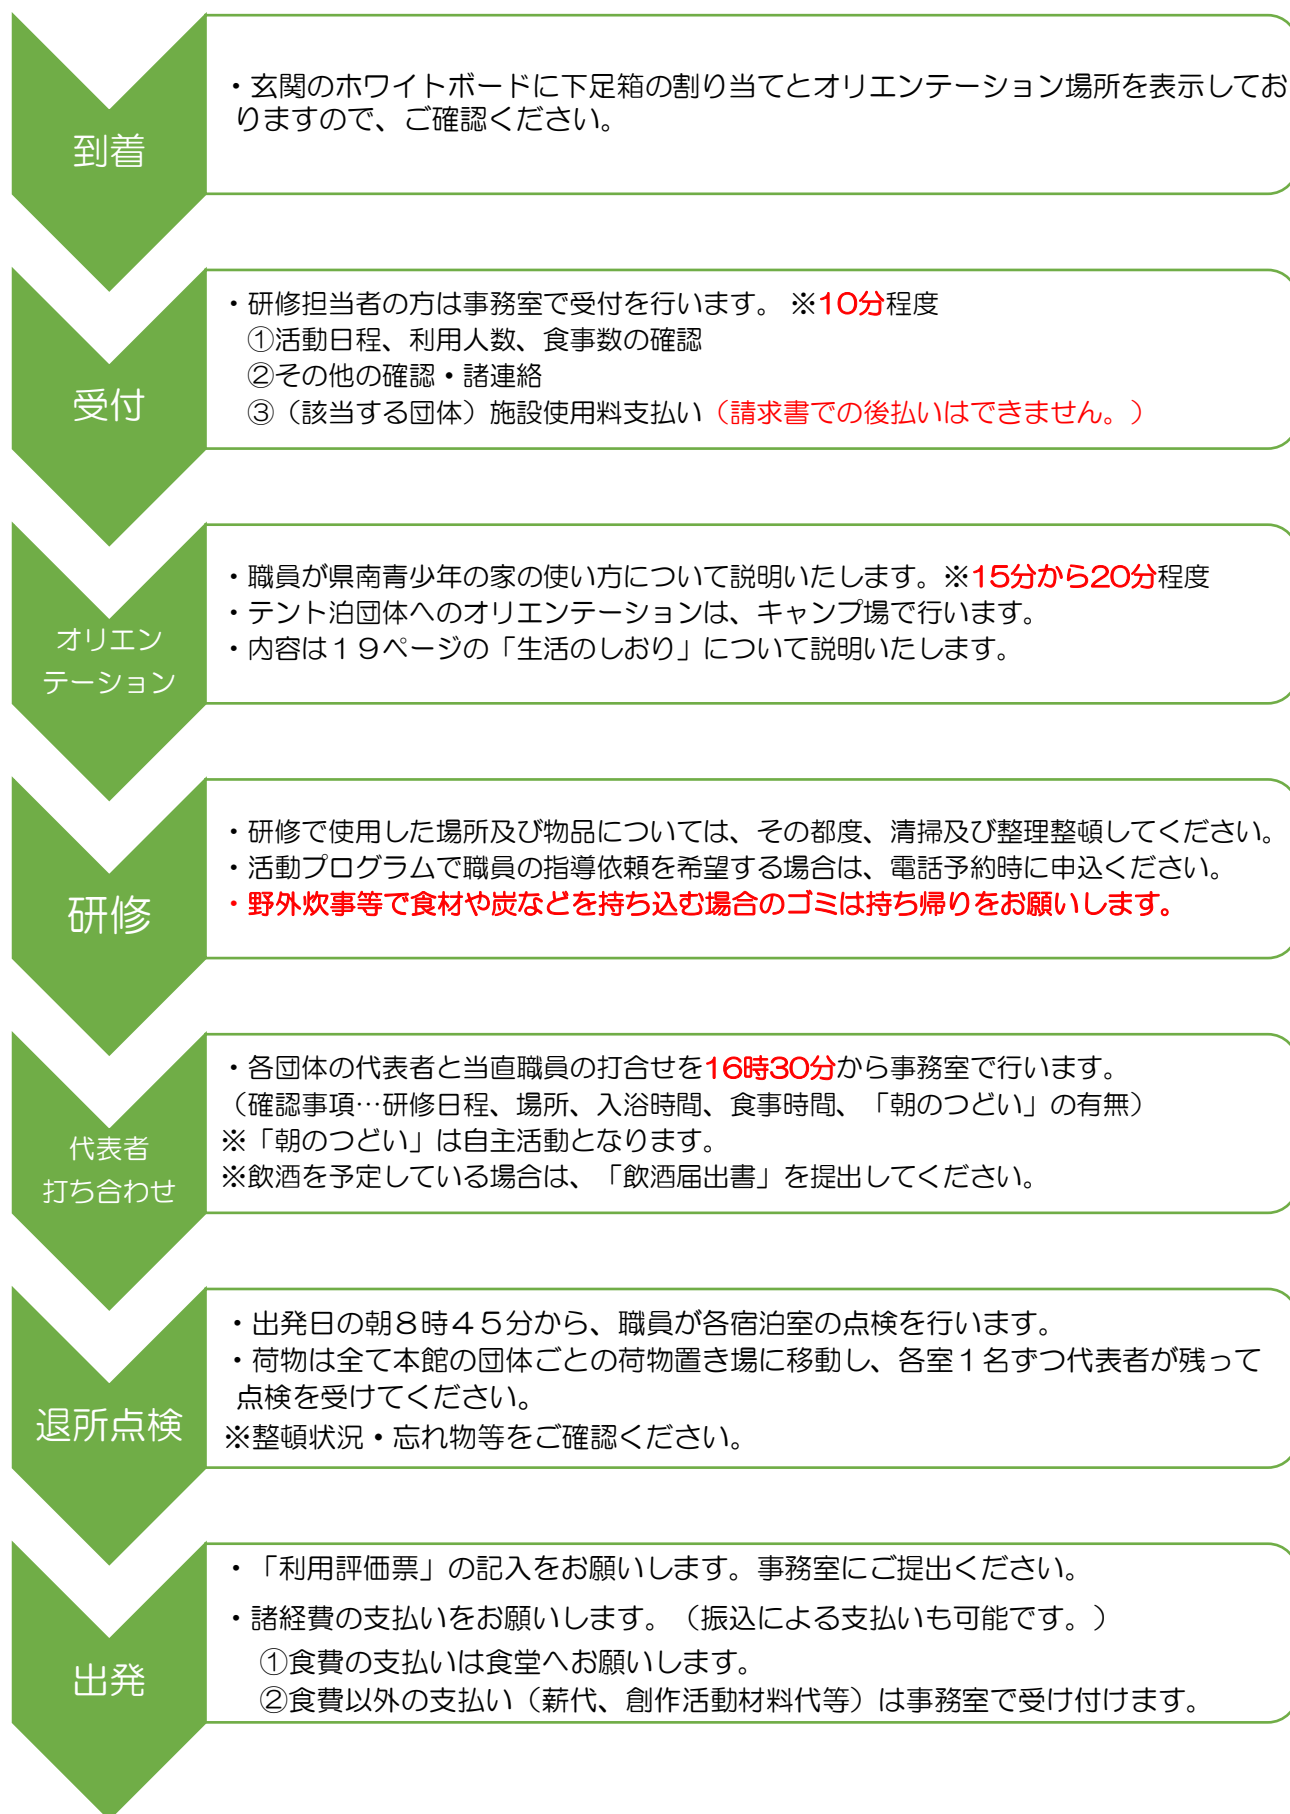 到着
・玄関のホワイトボードに下足箱の割り当てとオリエンテーション場所を表示してお
りますので、ご確認ください。
受付
・研修担当者の方は事務室で受付を行います。 ※10分程度
①活動日程、利用人数、食事数の確認
②その他の確認・諸連絡
③（該当する団体）施設使用料支払い（請求書での後払いはできません。）
オリエン
テーション
・職員が県南青少年の家の使い方について説明いたします。※15分から20分程度
・テント泊団体へのオリエンテーションは、キャンプ場で行います。
・内容は１９ページの「生活のしおり」について説明いたします。
研修
・研修で使用した場所及び物品については、その都度、清掃及び整理整頓してください。
・活動プログラムで職員の指導依頼を希望する場合は、電話予約時に申込ください。
・野外炊事等で食材や炭などを持ち込む場合のゴミは持ち帰りをお願いします。
代表者
打ち合わせ
・各団体の代表者と当直職員の打合せを16時30分から事務室で行います。
（確認事項…研修日程、場所、入浴時間、食事時間、「朝のつどい」の有無）
※「朝のつどい」は自主活動となります。
※飲酒を予定している場合は、「飲酒届出書」を提出してください。
退所点検
・出発日の朝８時４５分から、職員が各宿泊室の点検を行います。
・荷物は全て本館の団体ごとの荷物置き場に移動し、各室１名ずつ代表者が残って
点検を受けてください。
※整頓状況・忘れ物等をご確認ください。
出発
・「利用評価票」の記入をお願いします。事務室にご提出ください。
・諸経費の支払いをお願いします。（振込による支払いも可能です。）
①食費の支払いは食堂へお願いします。
②食費以外の支払い（薪代、創作活動材料代等）は事務室で受け付けます。